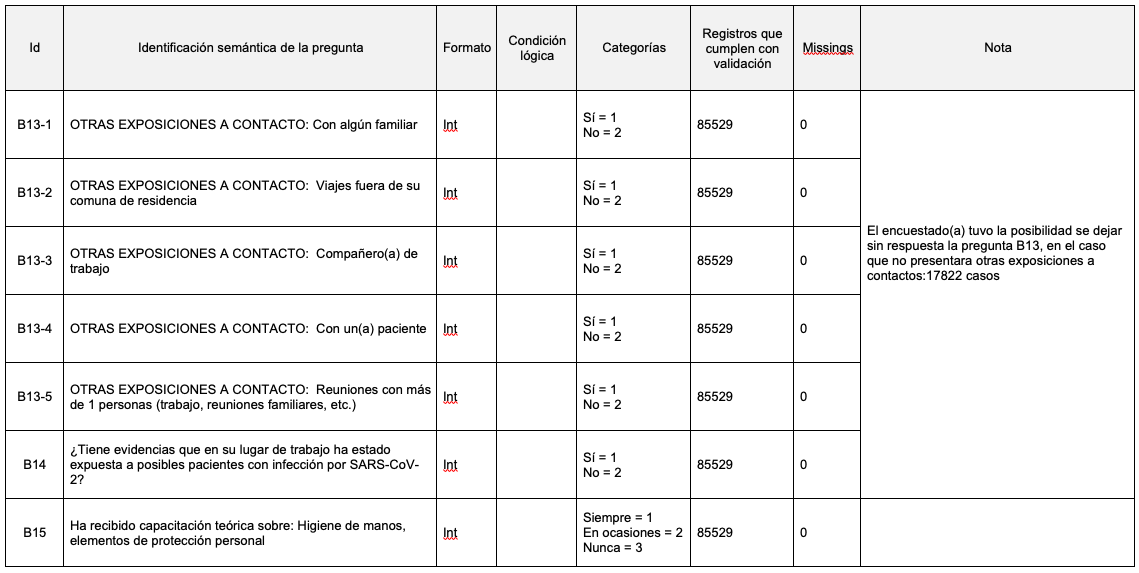 Id
Identificación semántica de la pregunta
Formato
Condición
lógica
Categorías
Registros que
cumplen con
validación
Missings
Nota
B13-1
OTRAS EXPOSICIONES A CONTACTO: Con algún familiar
Int
Sí = 1
No = 2
85529
0
B13-2
OTRAS EXPOSICIONES A CONTACTO:  Viajes fuera de su
comuna de residencia
Int
Sí = 1
No = 2
85529
0
B13-3
OTRAS EXPOSICIONES A CONTACTO:  Compañero(a) de
trabajo
Int
Sí = 1
No = 2
85529
0
El encuestado(a) tuvo la posibilidad se dejar
sin respuesta la pregunta B13, en el caso
que no presentara otras exposiciones a
contactos:17822 casos
B13-4
OTRAS EXPOSICIONES A CONTACTO:  Con un(a) paciente
Int
Sí = 1
No = 2
85529
0
B13-5
OTRAS EXPOSICIONES A CONTACTO:  Reuniones con más
de 1 personas (trabajo, reuniones familiares, etc.)
Int
Sí = 1
No = 2
85529
0
B14
¿Tiene evidencias que en su lugar de trabajo ha estado
expuesta a posibles pacientes con infección por SARS-CoV-
2?
Int
Sí = 1
No = 2
85529
0
B15
Ha recibido capacitación teórica sobre: Higiene de manos,
elementos de protección personal
Int
Siempre = 1
En ocasiones = 2
Nunca = 3
85529
0